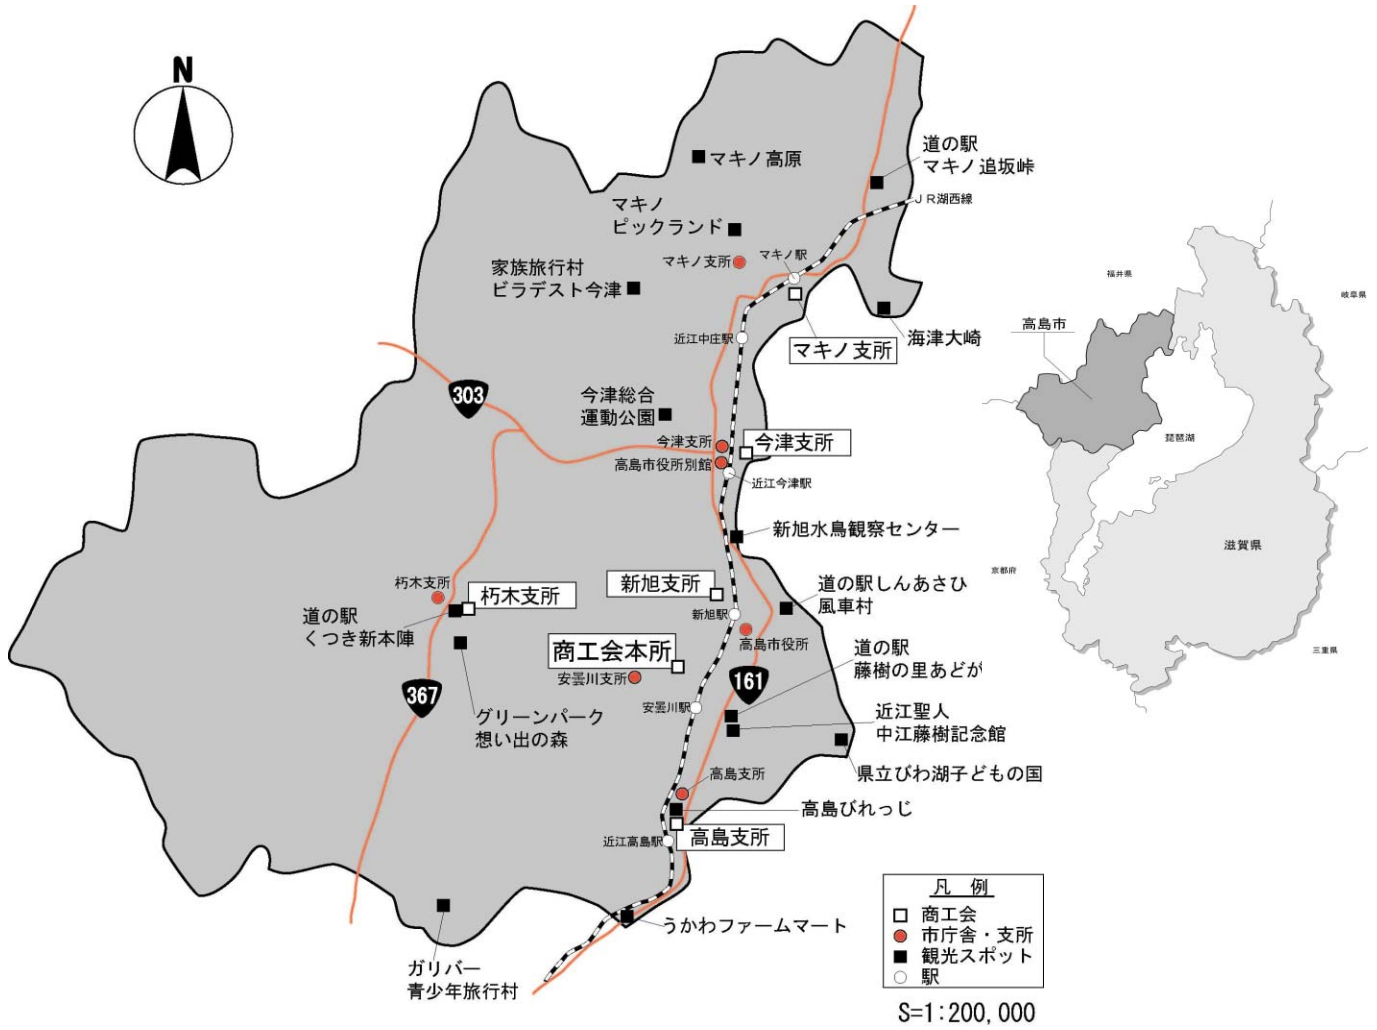 N
マキノ高原
道の駅
マキノ追坂峠
JR湖西線
マキノ
ピックランド
マキノ支所
マキノ駅
家族旅行村
ビラデスト今津
海津大崎
近江中庄駅
マキノ支所
303
今津総合
運動公園
今津支所
今津支所
高島市役所別館
近江今津駅
新旭水鳥観察センター
朽木支所
朽木支所
新旭支所
道の駅しんあさひ
風車村
道の駅
くつき新本陣
新旭駅
高島市役所
商工会本所
安曇川支所
道の駅
藤樹の里あどがわ
161
367
安曇川駅
グリーンパーク
想い出の森
近江聖人
中江藤樹記念館
県立びわ湖子どもの国
高島支所
高島びれっじ
近江高島駅
高島支所
うかわファームマート
ガリバー
青少年旅行村
凡 例
商工会
市庁舎・支所
観光スポット
駅
S=1:200,000
福井県
岐阜県
高島市
琵琶湖
滋賀県
京都府
三重県